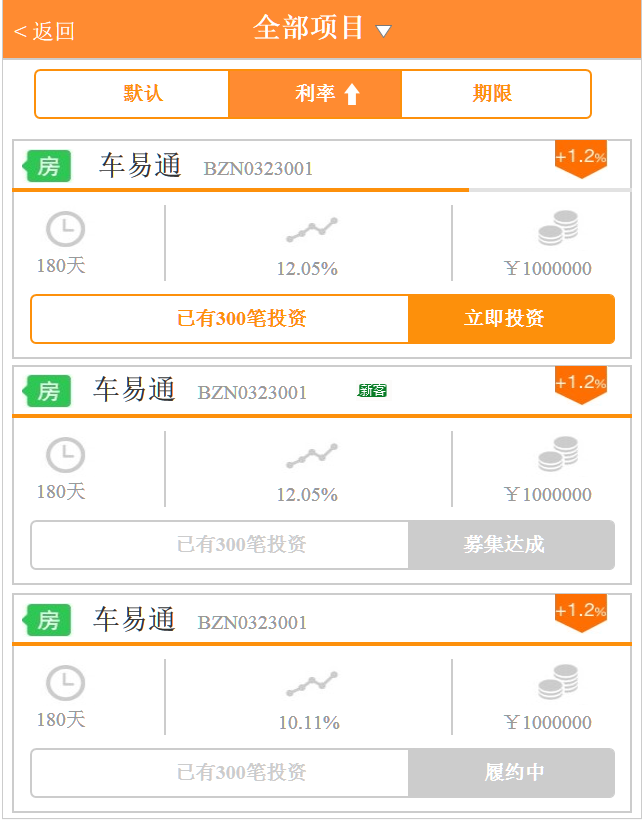 < 返回 全部项目
默认 利率 期限
房 车易通 BZN0323001 +1.2%
180天 12.05% ￥1000000
已有300笔投资 立即投资
房 车易通 BZN0323001 新客 +1.2%
180天 12.05% ￥1000000
已有300笔投资 募集达成
房 车易通 BZN0323001 +1.2%
180天 10.11% ￥1000000
已有300笔投资 履约中